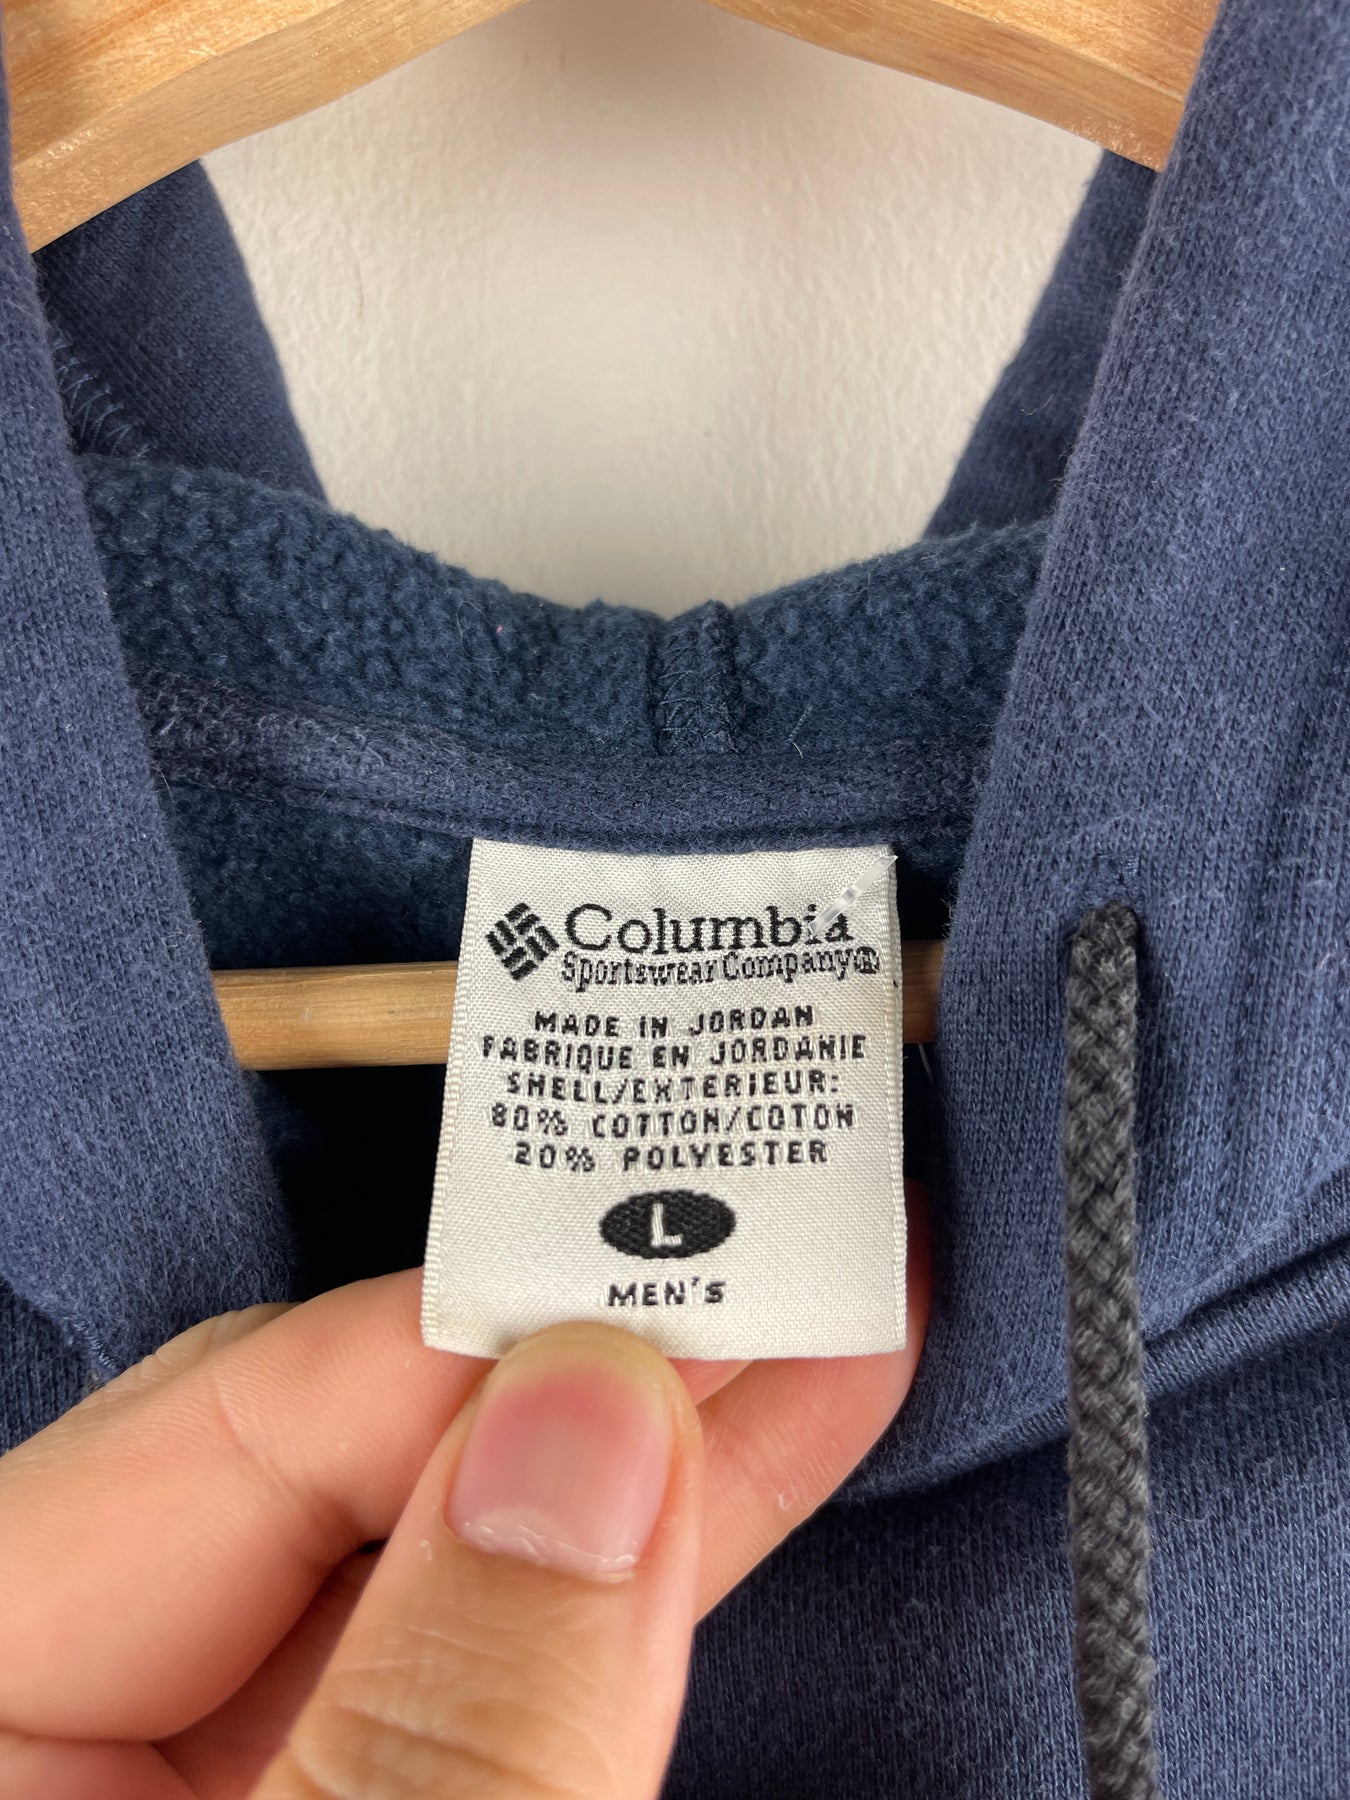 Columbia
Sportswear Company®
MADE IN JORDAN
FABRIQUE EN JORDANIE
SHELL/EXTERIEUR:
80% COTTON/COTON
20% POLYESTER
L
MEN'S